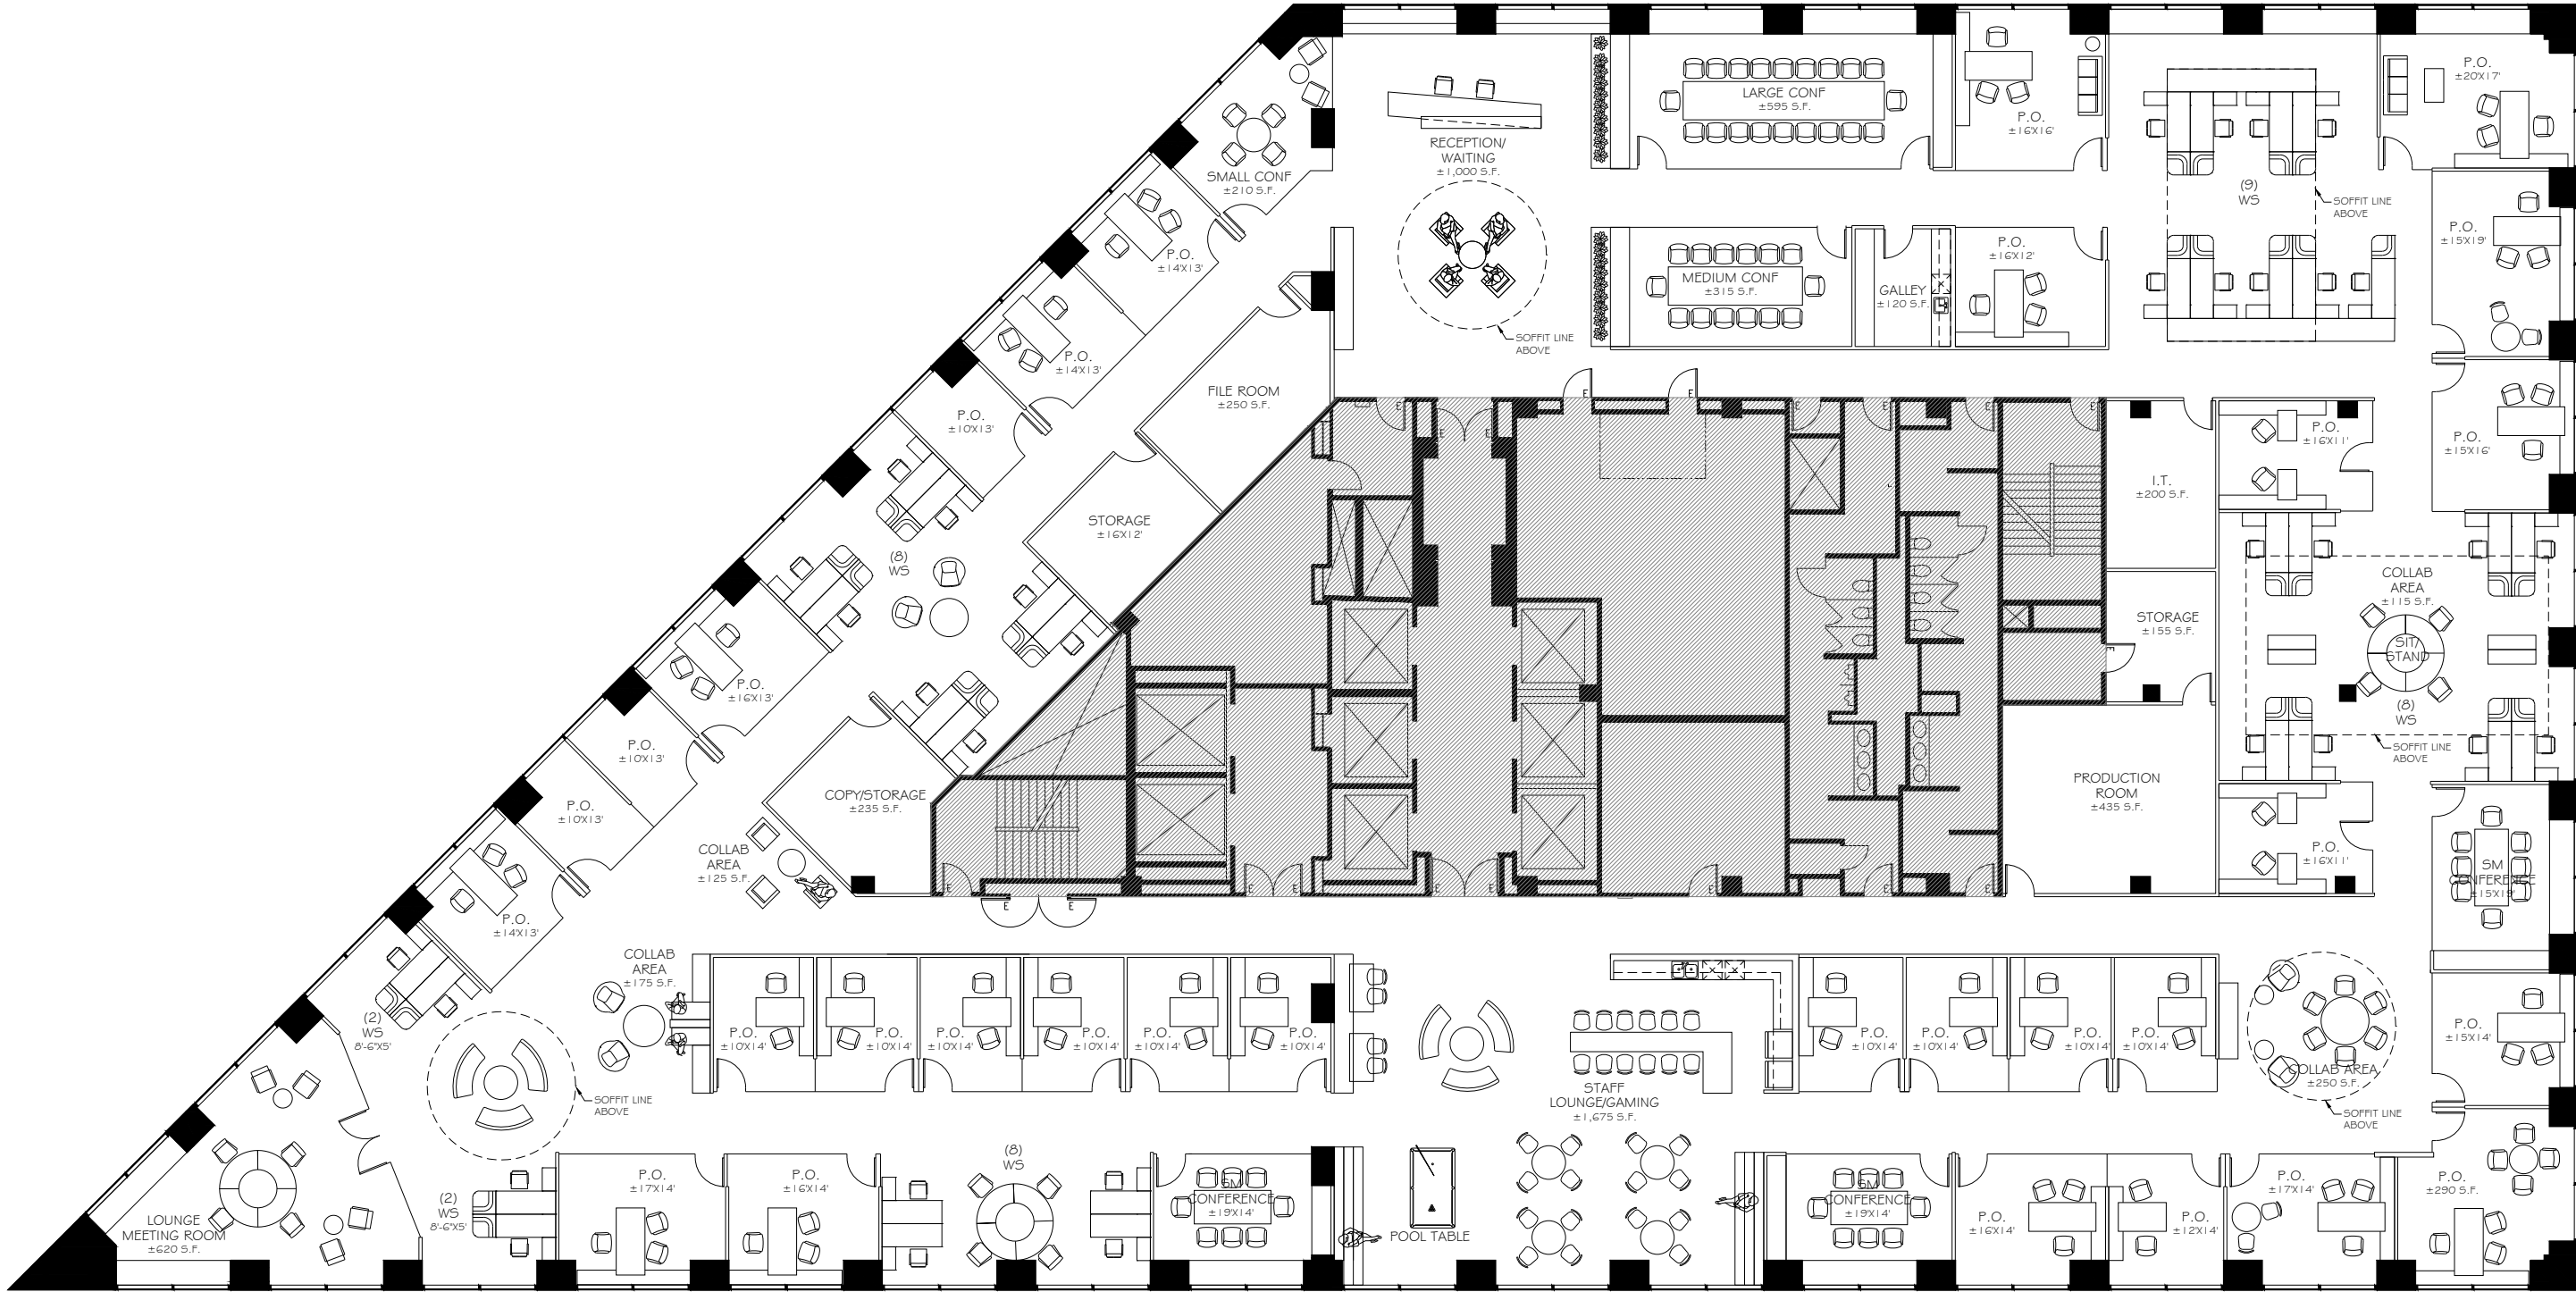 LARGE CONF
±595 S.F.
P.O.
±16'X16'
P.O.
±20'X17'
RECEPTION/
WAITING
±1,000 S.F.
SMALL CONF
±210 S.F.
(9)
WS
SOFFIT LINE
ABOVE
P.O.
±15'X19'
P.O.
±14'X13'
MEDIUM CONF
±315 S.F.
GALLEY
±120 S.F.
P.O.
±16'X12'
SOFFIT LINE
ABOVE
P.O.
±14'X13'
FILE ROOM
±250 S.F.
P.O.
±10'X13'
E
E
E
E
E
E
E
E
E
E
P.O.
±16'X11'
P.O.
±15'X16'
I.T.
±200 S.F.
STORAGE
±16'X12'
(8)
WS
COLLAB
AREA
±115 S.F.
STORAGE
±155 S.F.
SIT/
STAND
E
P.O.
±16'X13'
(8)
WS
SOFFIT LINE
ABOVE
P.O.
±10'X13'
COPY/STORAGE
±235 S.F.
PRODUCTION
ROOM
±435 S.F.
P.O.
±10'X13'
COLLAB
AREA
±125 S.F.
P.O.
±16'X11'
SM
CONFERENCE
±15'X19'
E
E
E
E
E
E
E
E
E
E
P.O.
±14'X13'
COLLAB
AREA
±175 S.F.
(2)
WS
8'-6"X5'
P.O.
±10'X14'
P.O.
±10'X14'
P.O.
±10'X14'
P.O.
±10'X14'
P.O.
±10'X14'
P.O.
±10'X14'
P.O.
±10'X14'
P.O.
±10'X14'
P.O.
±10'X14'
P.O.
±10'X14'
P.O.
±15'X14'
COLLAB AREA
±250 S.F.
SOFFIT LINE
ABOVE
SOFFIT LINE
ABOVE
STAFF
LOUNGE/GAMING
±1,675 S.F.
LOUNGE
MEETING ROOM
±620 S.F.
(2)
WS
8'-6"X5'
P.O.
±17'X14'
P.O.
±16'X14'
(8)
WS
SM
CONFERENCE
±19'X14'
POOL TABLE
SM
CONFERENCE
±19'X14'
P.O.
±16'X14'
P.O.
±12'X14'
P.O.
±17'X14'
P.O.
±290 S.F.